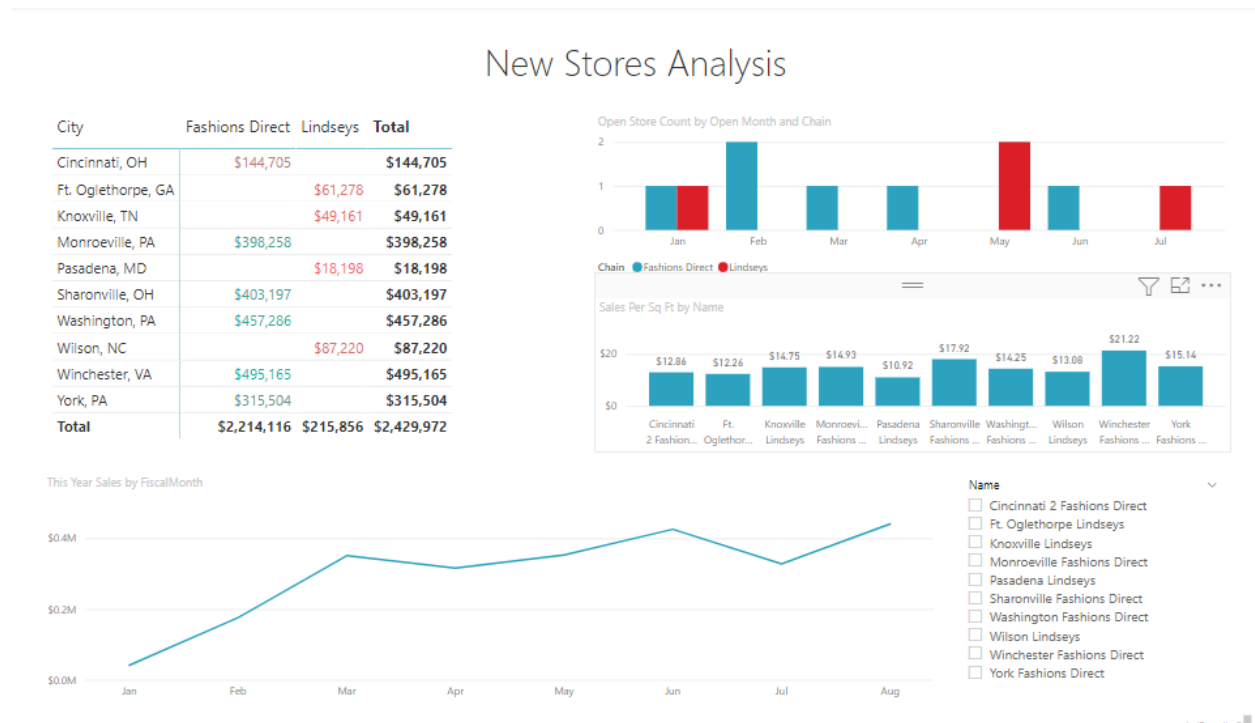 New Stores Analysis
City Fashions Direct Lindseys Total
Cincinnati, OH $144,705 $144,705
Ft. Oglethorpe, GA $61,278 $61,278
Knoxville, TN $49,161 $49,161
Monroeville, PA $398,258 $398,258
Pasadena, MD $18,198 $18,198
Sharonville, OH $403,197 $403,197
Washington, PA $457,286 $457,286
Wilson, NC $87,220 $87,220
Winchester, VA $495,165 $495,165
York, PA $315,504 $315,504
Total $2,214,116 $215,856 $2,429,972
Open Store Count by Open Month and Chain
2
1
0
Jan Feb Mar Apr May Jun Jul
Chain Fashions Direct Lindseys
Sales Per Sq Ft by Name
$20
$0
$12.86 $12.26 $14.75 $14.93 $10.92 $17.92 $14.25 $13.08 $21.22 $15.14
Cincinnati Ft. Knoxville Monroevi... Pasadena Sharonville Washingt... Wilson Winchester York
2 Fashion... Oglethor... Lindseys Fashions ... Lindseys Fashions ... Fashions ... Lindseys Fashions ... Fashions ...
This Year Sales by FiscalMonth
$0.4M
$0.2M
$0.0M
Jan Feb Mar Apr May Jun Jul Aug
Name
Cincinnati 2 Fashions Direct
Ft. Oglethorpe Lindseys
Knoxville Lindseys
Monroeville Fashions Direct
Pasadena Lindseys
Sharonville Fashions Direct
Washington Fashions Direct
Wilson Lindseys
Winchester Fashions Direct
York Fashions Direct